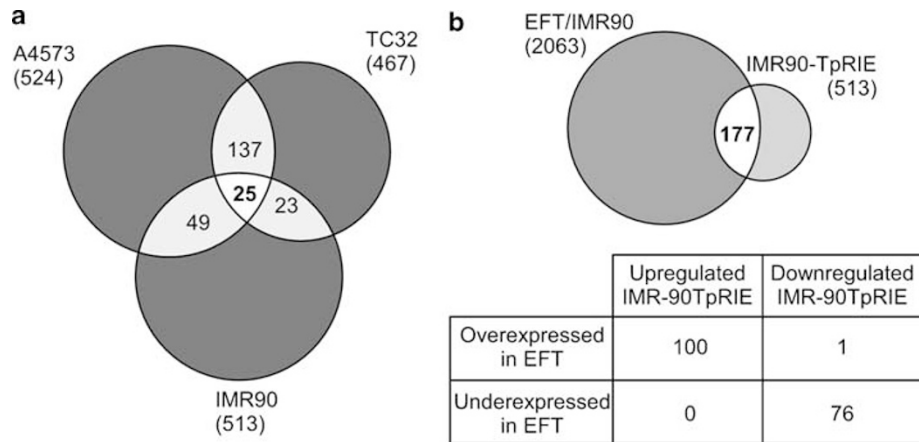 a
A4573
(524)
TC32
(467)
137
25
49
23
IMR90
(513)
b
EFT/IMR90
(2063)
IMR90-TpRIE
(513)
177
Upregulated
IMR-90TpRIE
Downregulated
IMR-90TpRIE
Overexpressed
in EFT
100
1
Underexpressed
in EFT
0
76